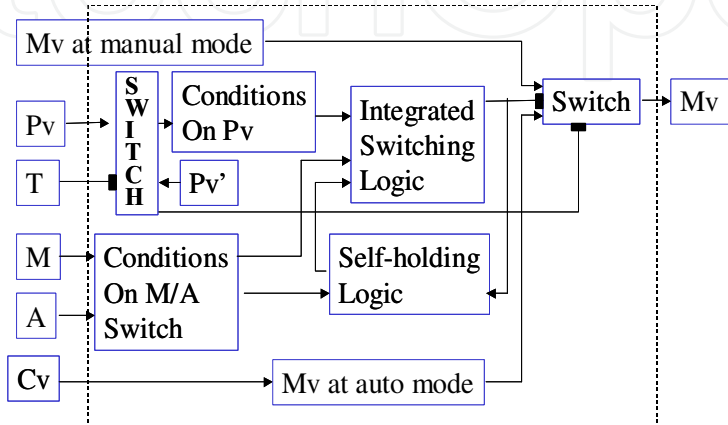 Mv at manual mode
SWITCH
Conditions
On Pv
Integrated
Switching
Logic
Switch
Mv
Pv
T
Pv'
M
A
Conditions
On M/A
Switch
Self-holding
Logic
Cv
Mv at auto mode